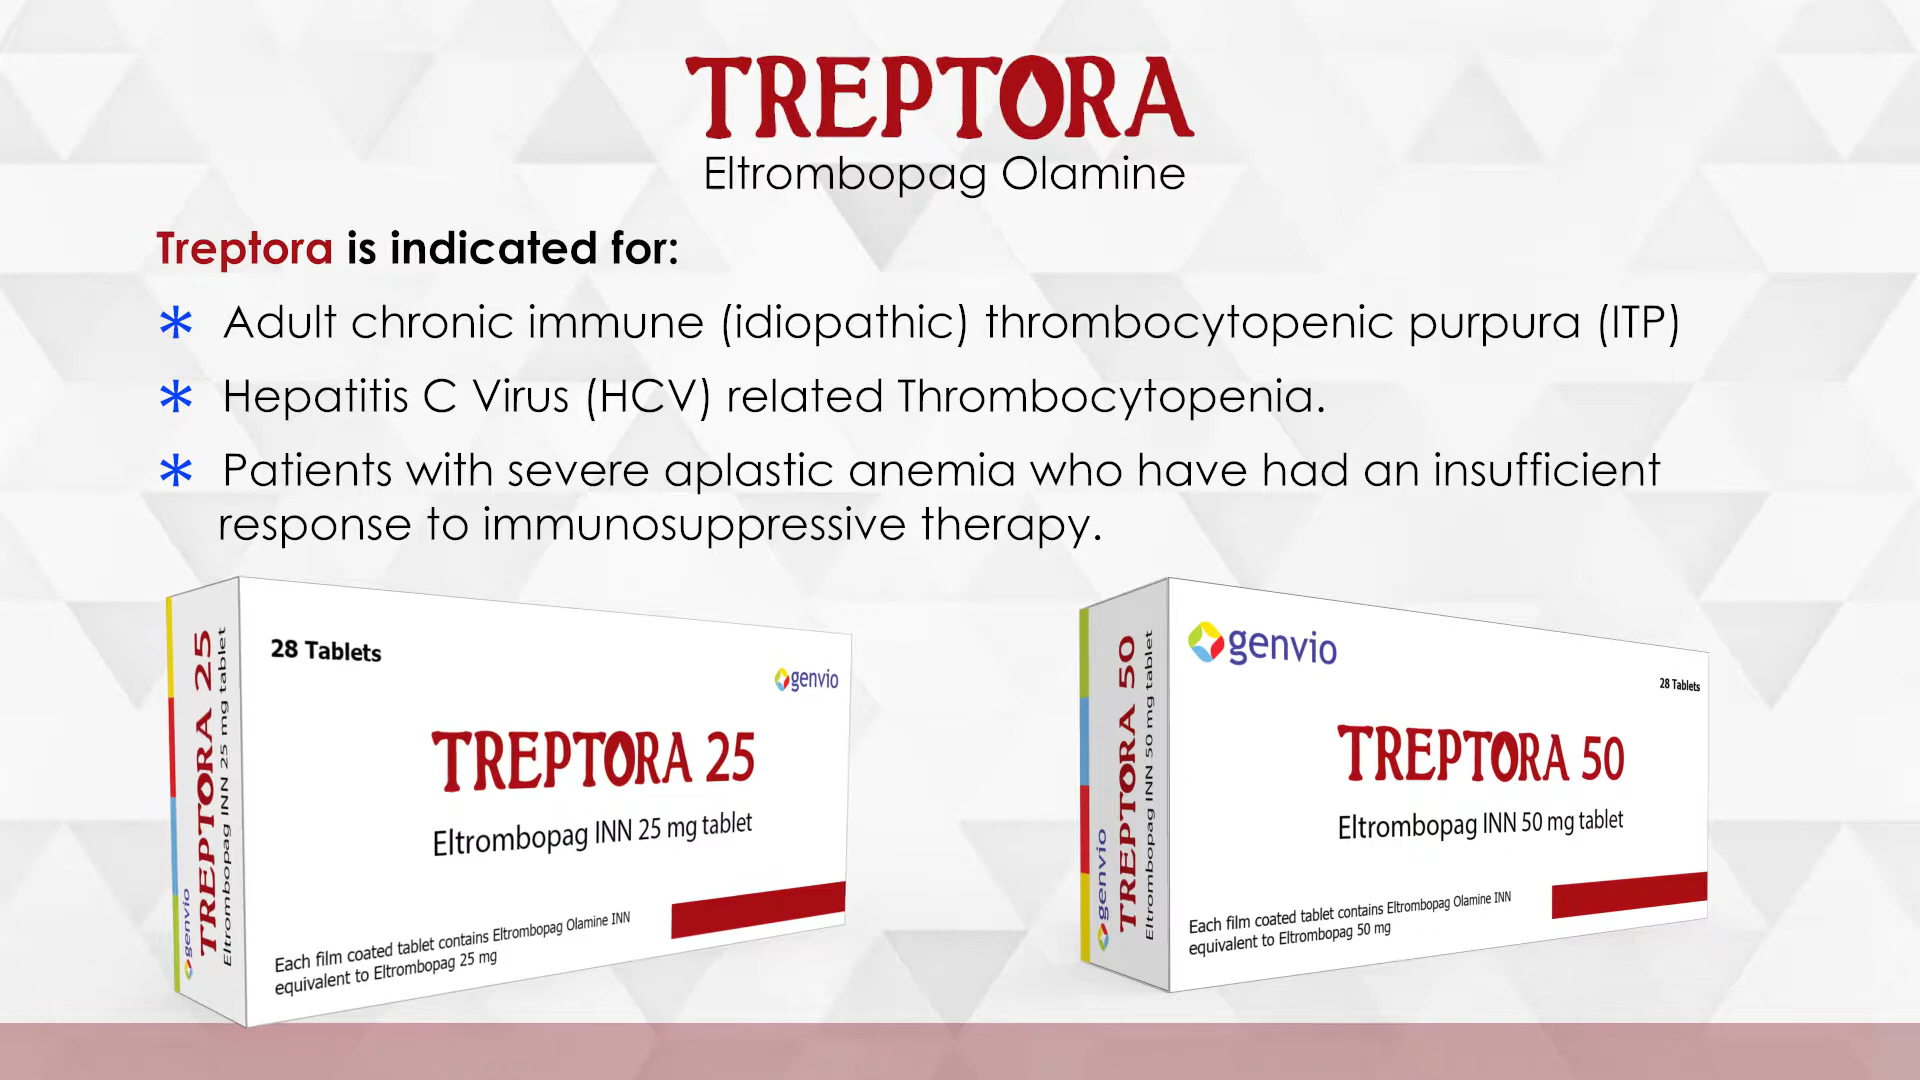 TREPTORA
Eltrombopag Olamine
Treptora is indicated for:
* Adult chronic immune (idiopathic) thrombocytopenic purpura (ITP)
* Hepatitis C Virus (HCV) related Thrombocytopenia.
* Patients with severe aplastic anemia who have had an insufficient
response to immunosuppressive therapy.
genvio
TREPTORA 25
Eltrombopag INN 25 mg tablet
28 Tablets
genvio
TREPTORA 25
Eltrombopag INN 25 mg tablet
Each film coated tablet contains Eltrombopag Olamine INN
equivalent to Eltrombopag 25 mg
genvio
TREPTORA 50
Eltrombopag INN 50 mg tablet
genvio
28 Tablets
TREPTORA 50
Eltrombopag INN 50 mg tablet
Each film coated tablet contains Eltrombopag Olamine INN
equivalent to Eltrombopag 50 mg